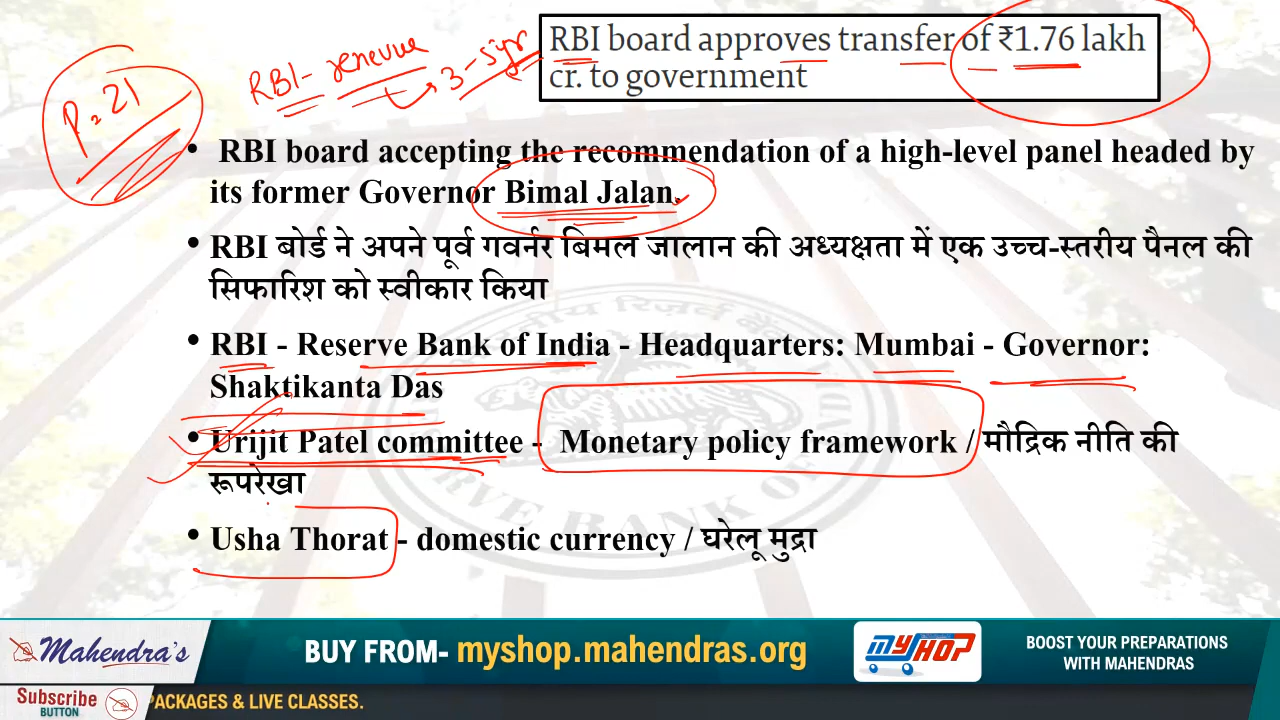 RBI board approves transfer of ₹1.76 lakh
cr. to government
RBI - revenue
3-5yr
P. 21
• RBI board accepting the recommendation of a high-level panel headed by
its former Governor Bimal Jalan.
• RBI बोर्ड ने अपने पूर्व गवर्नर बिमल जालान की अध्यक्षता में एक उच्च-स्तरीय पैनल की
सिफारिश को स्वीकार किया
• RBI - Reserve Bank of India - Headquarters: Mumbai - Governor:
Shaktikanta Das
• Urijit Patel committee - Monetary policy framework / मौद्रिक नीति की
रूपरेखा
• Usha Thorat - domestic currency / घरेलू मुद्रा
Mahendra's
BUY FROM- myshop.mahendras.org
MYSHOP
BOOST YOUR PREPARATIONS
WITH MAHENDRAS
Subscribe
BUTTON
PACKAGES & LIVE CLASSES.